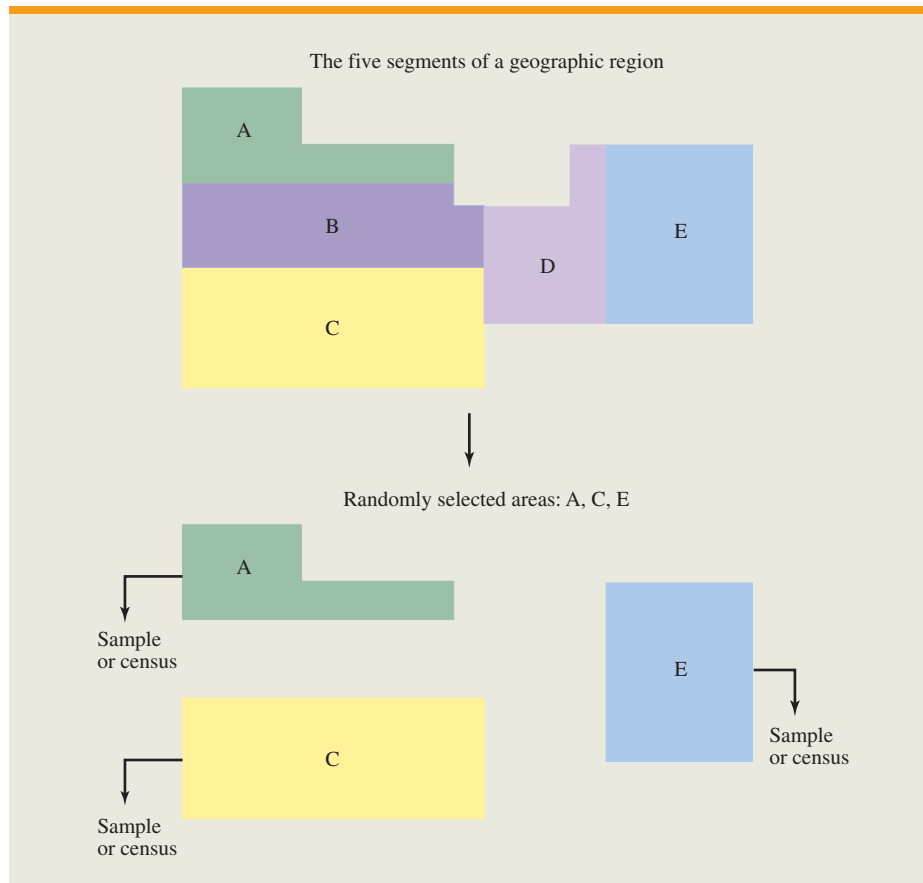 The five segments of a geographic region
A
B
E
D
C
Randomly selected areas: A, C, E
A
Sample
or census
E
Sample
or census
C
Sample
or census